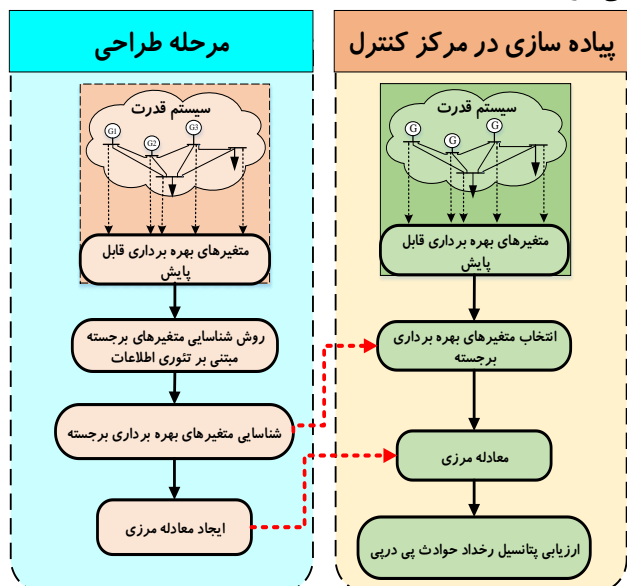 مرحله طراحی
سیستم قدرت
G1
G2
G3
متغیرهای بهره برداری قابل
پایش
روش شناسایی متغیرهای برجسته
مبتنی بر تئوری اطلاعات
شناسایی متغیرهای بهره برداری برجسته
ایجاد معادله مرزی
پیاده سازی در مرکز کنترل
سیستم قدرت
G
G
G
متغیرهای بهره برداری قابل
پایش
انتخاب متغیرهای بهره برداری
برجسته
معادله مرزی
ارزیابی پتانسیل رخداد حوادث پی درپی